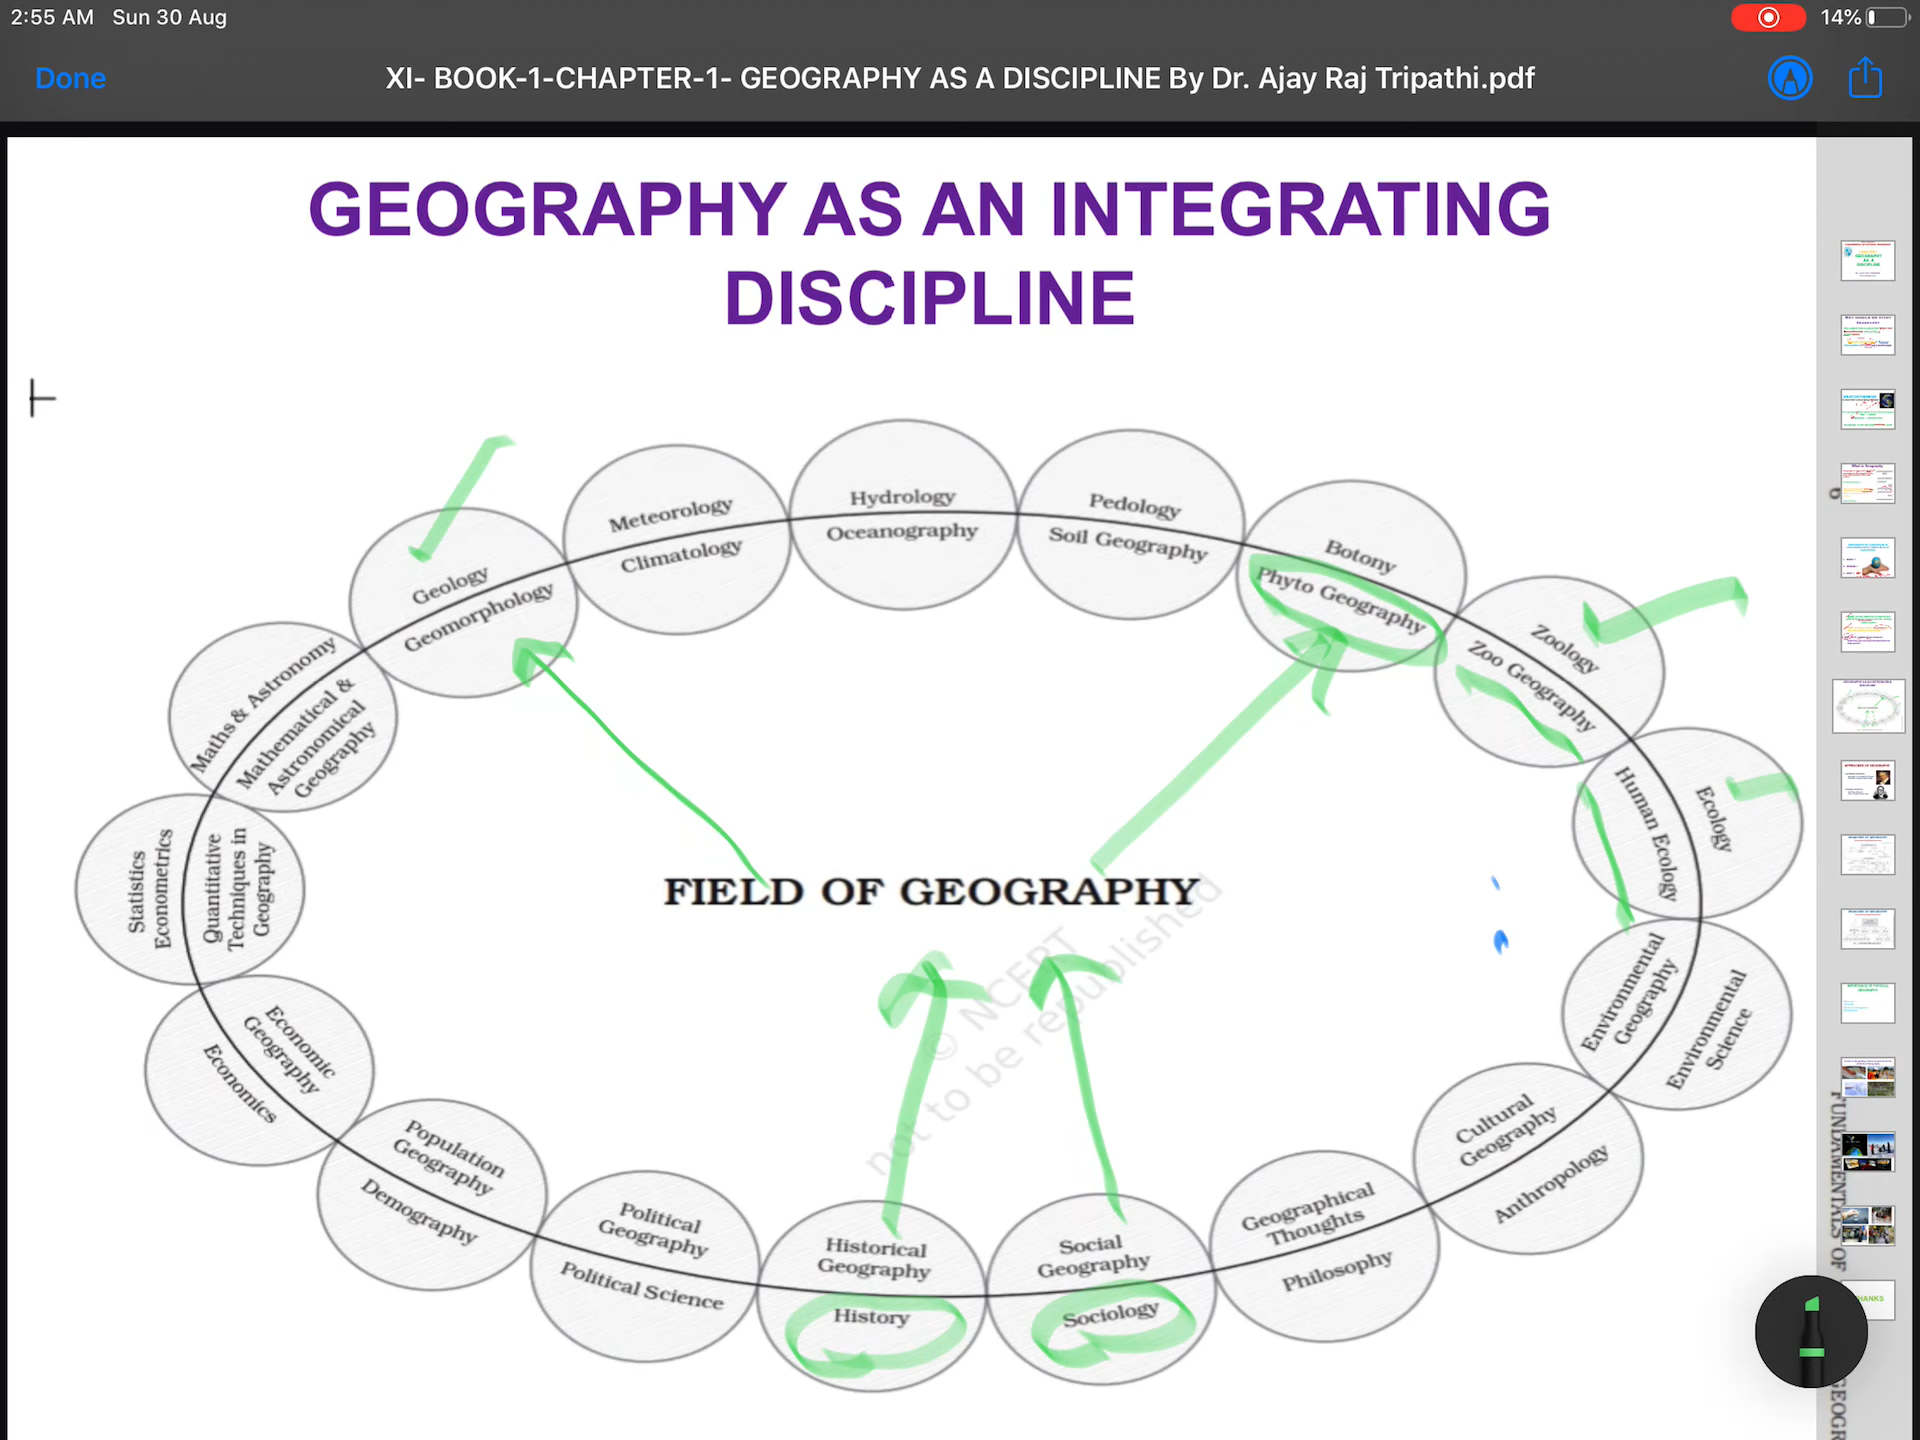 2:55 AM Sun 30 Aug
14%
Done
XI- BOOK-1-CHAPTER-1- GEOGRAPHY AS A DISCIPLINE By Dr. Ajay Raj Tripathi.pdf
GEOGRAPHY AS AN INTEGRATING
DISCIPLINE
Hydrology
Oceanography
Pedology
Soil Geography
Botony
Phyto Geography
Zoology
Zoo Geography
Ecology
Human Ecology
Environmental
Geography
Environmental
Science
Cultural
Geography
Anthropology
Geographical
Thoughts
Philosophy
Social
Geography
Sociology
Historical
Geography
History
Political
Geography
Political Science
Population
Geography
Demography
Economic
Geography
Economics
Statistics
Econometrics
Quantitative
Techniques in
Geography
Maths & Astronomy
Mathematical &
Astronomical
Geography
Geology
Geomorphology
Meteorology
Climatology
FIELD OF GEOGRAPHY
© NCERT
not to be republished
FUNDAMENTALS OF
GEOGR
HANKS